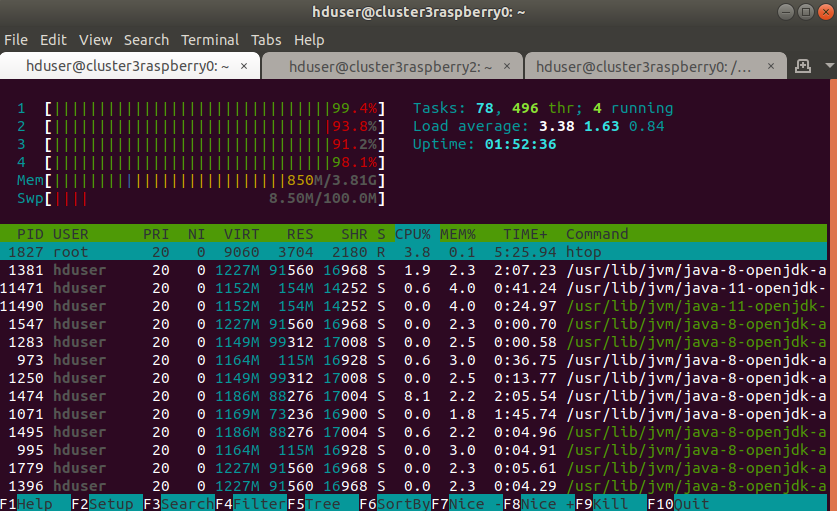 hduser@cluster3raspberry0: ~
File Edit View Search Terminal Tabs Help
hduser@cluster3raspberry0: ~ × hduser@cluster3raspberry2: ~ × hduser@cluster3raspberry0: /... ×
1 [||||||||||||||||||||||||||||||||99.4%] Tasks: 78, 496 thr; 4 running
2 [||||||||||||||||||||||||||||||||93.8%] Load average: 3.38 1.63 0.84
3 [||||||||||||||||||||||||||||||||91.2%] Uptime: 01:52:36
4 [||||||||||||||||||||||||||||||||98.1%]
Mem[|||||||||||||||||||||||||||850M/3.81G]
Swp[|||| 8.50M/100.0M]
PID USER PRI NI VIRT RES SHR S CPU% MEM% TIME+ Command
1827 root 20 0 9060 3704 2180 R 3.8 0.1 5:25.94 htop
1381 hduser 20 0 1227M 91560 16968 S 1.9 2.3 2:07.23 /usr/lib/jvm/java-8-openjdk-a
11471 hduser 20 0 1152M 154M 14252 S 0.6 4.0 0:41.24 /usr/lib/jvm/java-11-openjdk-
11490 hduser 20 0 1152M 154M 14252 S 0.0 4.0 0:24.97 /usr/lib/jvm/java-11-openjdk-
1547 hduser 20 0 1227M 91560 16968 S 0.0 2.3 0:00.70 /usr/lib/jvm/java-8-openjdk-a
1283 hduser 20 0 1149M 99312 17008 S 0.0 2.5 0:00.58 /usr/lib/jvm/java-8-openjdk-a
973 hduser 20 0 1164M 115M 16928 S 0.6 3.0 0:36.75 /usr/lib/jvm/java-8-openjdk-a
1250 hduser 20 0 1149M 99312 17008 S 0.0 2.5 0:13.77 /usr/lib/jvm/java-8-openjdk-a
1474 hduser 20 0 1186M 88276 17004 S 8.1 2.2 2:05.54 /usr/lib/jvm/java-8-openjdk-a
1071 hduser 20 0 1169M 73236 16900 S 0.0 1.8 1:45.74 /usr/lib/jvm/java-8-openjdk-a
1495 hduser 20 0 1186M 88276 17004 S 0.6 2.2 0:04.96 /usr/lib/jvm/java-8-openjdk-a
995 hduser 20 0 1164M 115M 16928 S 0.0 3.0 0:04.91 /usr/lib/jvm/java-8-openjdk-a
1779 hduser 20 0 1227M 91560 16968 S 0.0 2.3 0:05.61 /usr/lib/jvm/java-8-openjdk-a
1396 hduser 20 0 1227M 91560 16968 S 0.0 2.3 0:04.29 /usr/lib/jvm/java-8-openjdk-a
F1Help F2Setup F3SearchF4FilterF5Tree F6SortByF7Nice -F8Nice +F9Kill F10Quit